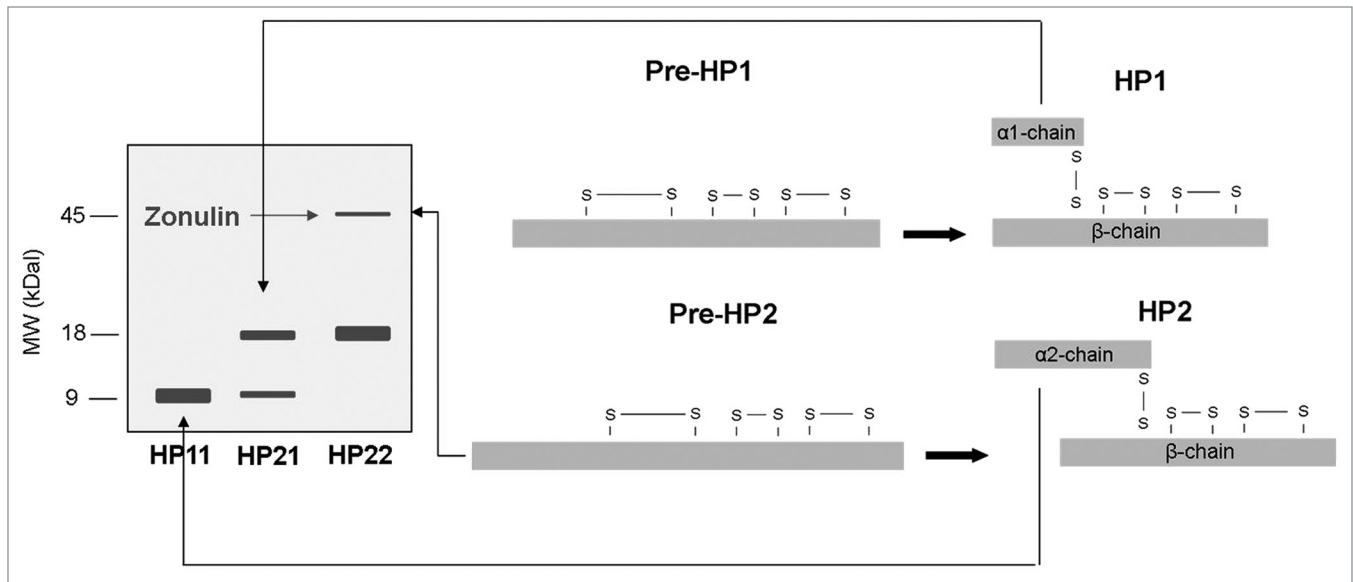 Pre-HP1
HP1
α1-chain
S
S
S S S S S S
S S S S
β-chain
Zonulin
45
18
9
MW (kDal)
HP11 HP21 HP22
Pre-HP2
HP2
α2-chain
S
S
S S S S S S
S S S S
β-chain